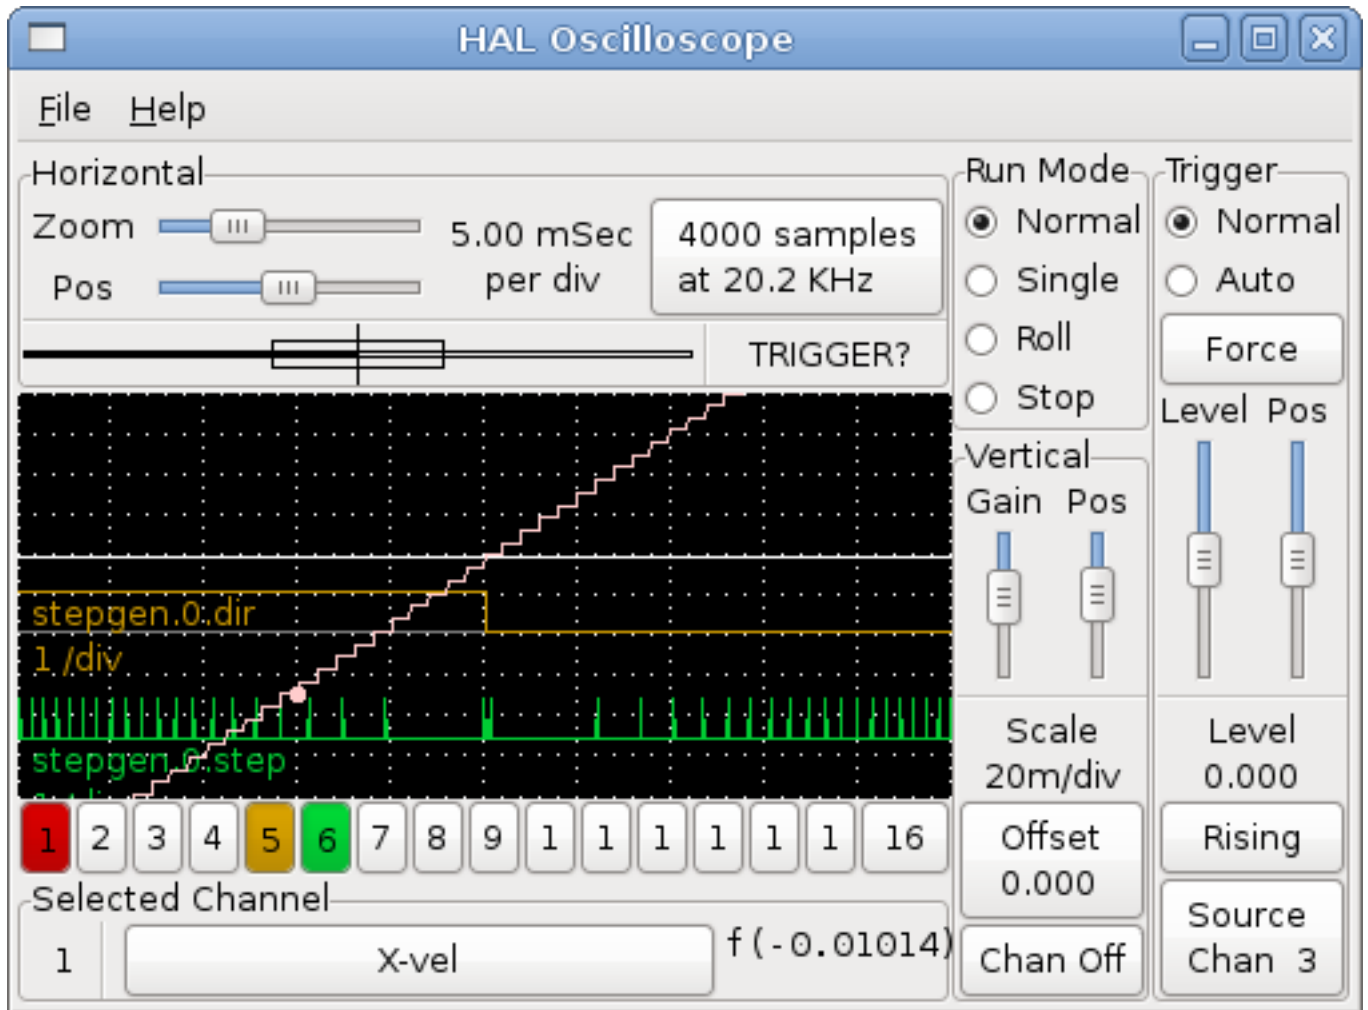 HAL Oscilloscope
File Help
Horizontal
Zoom
Pos
5.00 mSec
per div
4000 samples
at 20.2 KHz
TRIGGER?
Run Mode
Normal
Single
Roll
Stop
Trigger
Normal
Auto
Force
Level Pos
Vertical
Gain Pos
stepgen.0.dir
1 /div
stepgen.0.step
Scale
20m/div
Offset
0.000
Chan Off
Level
0.000
Rising
Source
Chan 3
1 2 3 4 5 6 7 8 9 1 1 1 1 1 1 16
Selected Channel
1
X-vel
f(-0.01014)